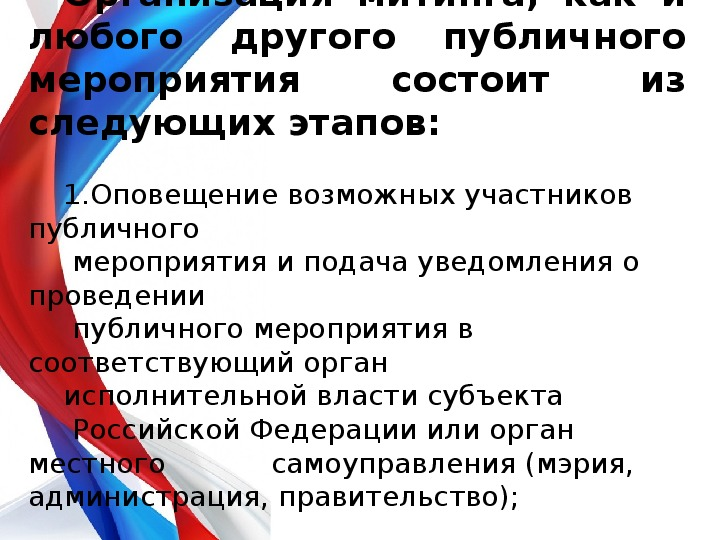 Организация митинга, как и
любого другого публичного
мероприятия состоит из
следующих этапов:
1.Оповещение возможных участников
публичного
мероприятия и подача уведомления о
проведении
публичного мероприятия в
соответствующий орган
исполнительной власти субъекта
Российской Федерации или орган
местного самоуправления (мэрия,
администрация, правительство);